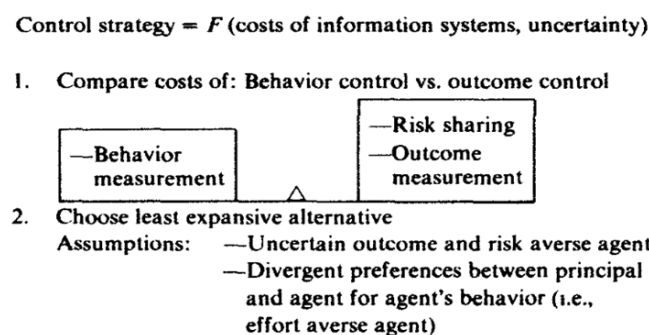 Control strategy = F (costs of information systems, uncertainty)
1. Compare costs of: Behavior control vs. outcome control
—Behavior
measurement
—Risk sharing
—Outcome
measurement
2. Choose least expansive alternative
Assumptions: —Uncertain outcome and risk averse agent
—Divergent preferences between principal
and agent for agent's behavior (i.e.,
effort averse agent)